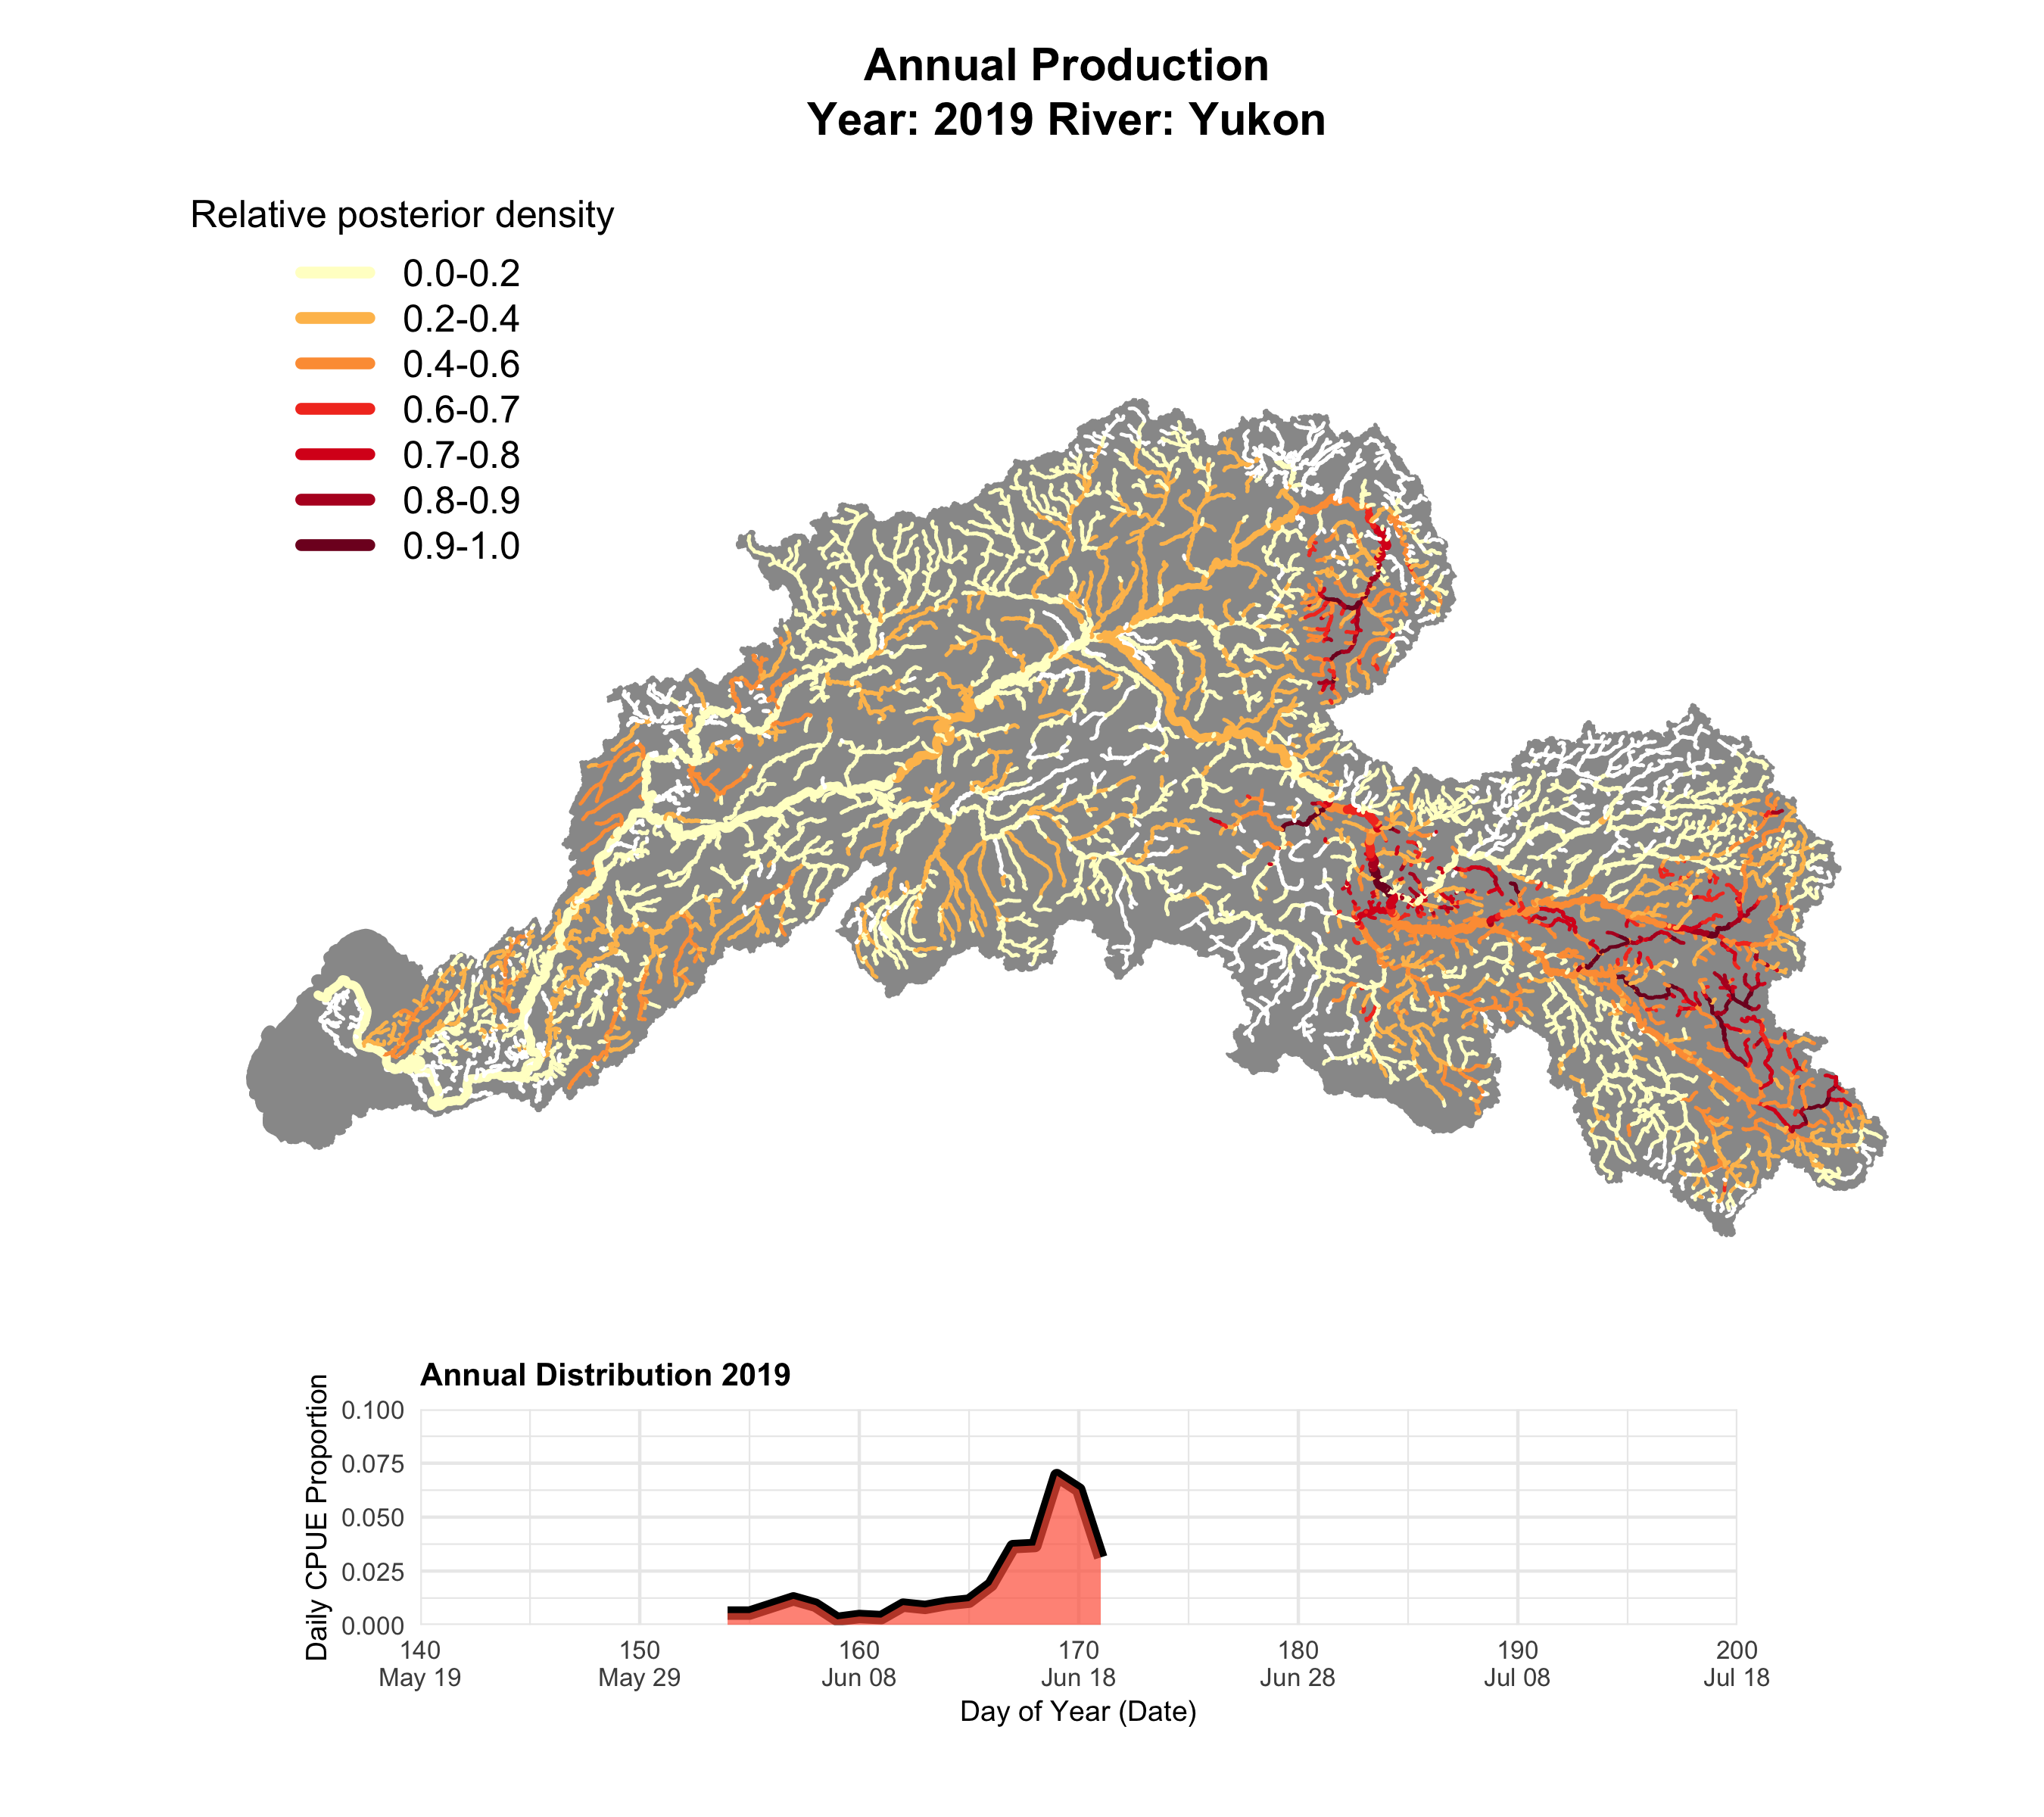 Annual Production
Year: 2019 River: Yukon
Relative posterior density
0.0-0.2
0.2-0.4
0.4-0.6
0.6-0.7
0.7-0.8
0.8-0.9
0.9-1.0
Annual Distribution 2019
Daily CPUE Proportion
0.100
0.075
0.050
0.025
0.000
140 150 160 170 180 190 200
May 19 May 29 Jun 08 Jun 18 Jun 28 Jul 08 Jul 18
Day of Year (Date)